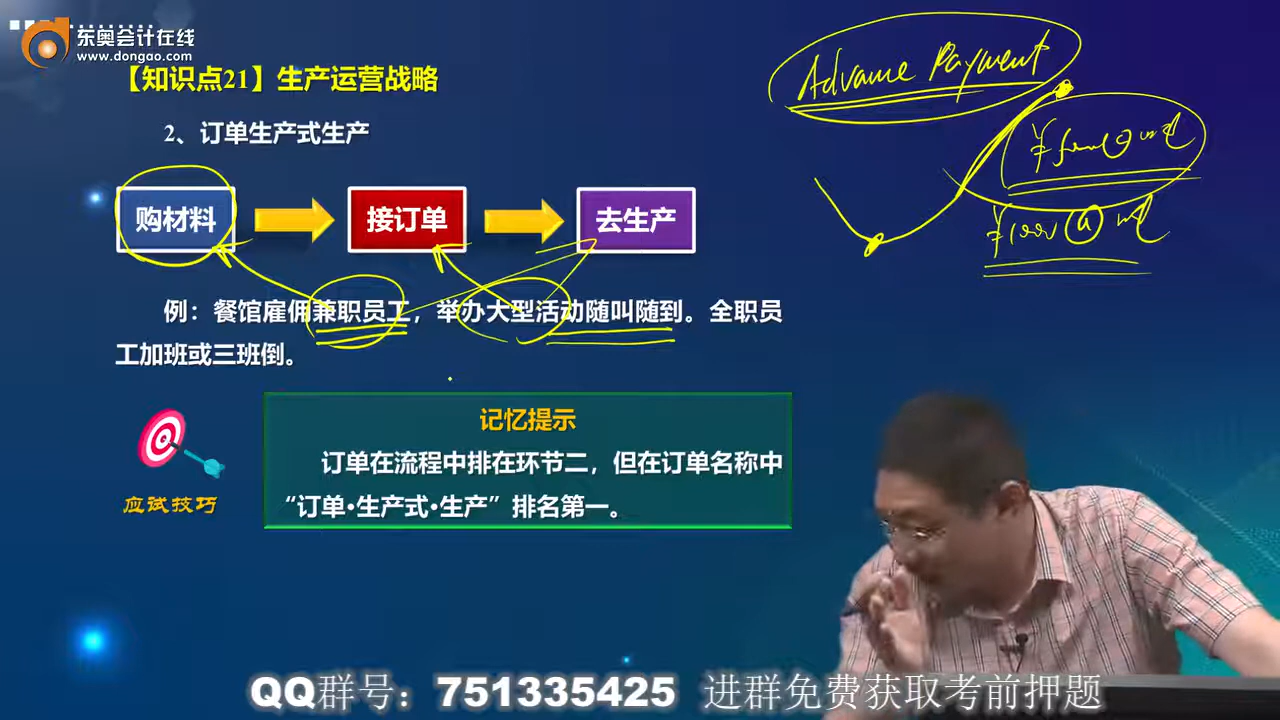 东奥会计在线
www.dongao.com
【知识点21】生产运营战略
2、订单生产式生产
购材料
接订单
去生产
例：餐馆雇佣兼职员工，举办大型活动随叫随到。全职员
工加班或三班倒。
记忆提示
订单在流程中排在环节二，但在订单名称中
“订单·生产式·生产”排名第一。
应试技巧
Advance Payment
QQ群号：751335425 进群免费获取考前押题